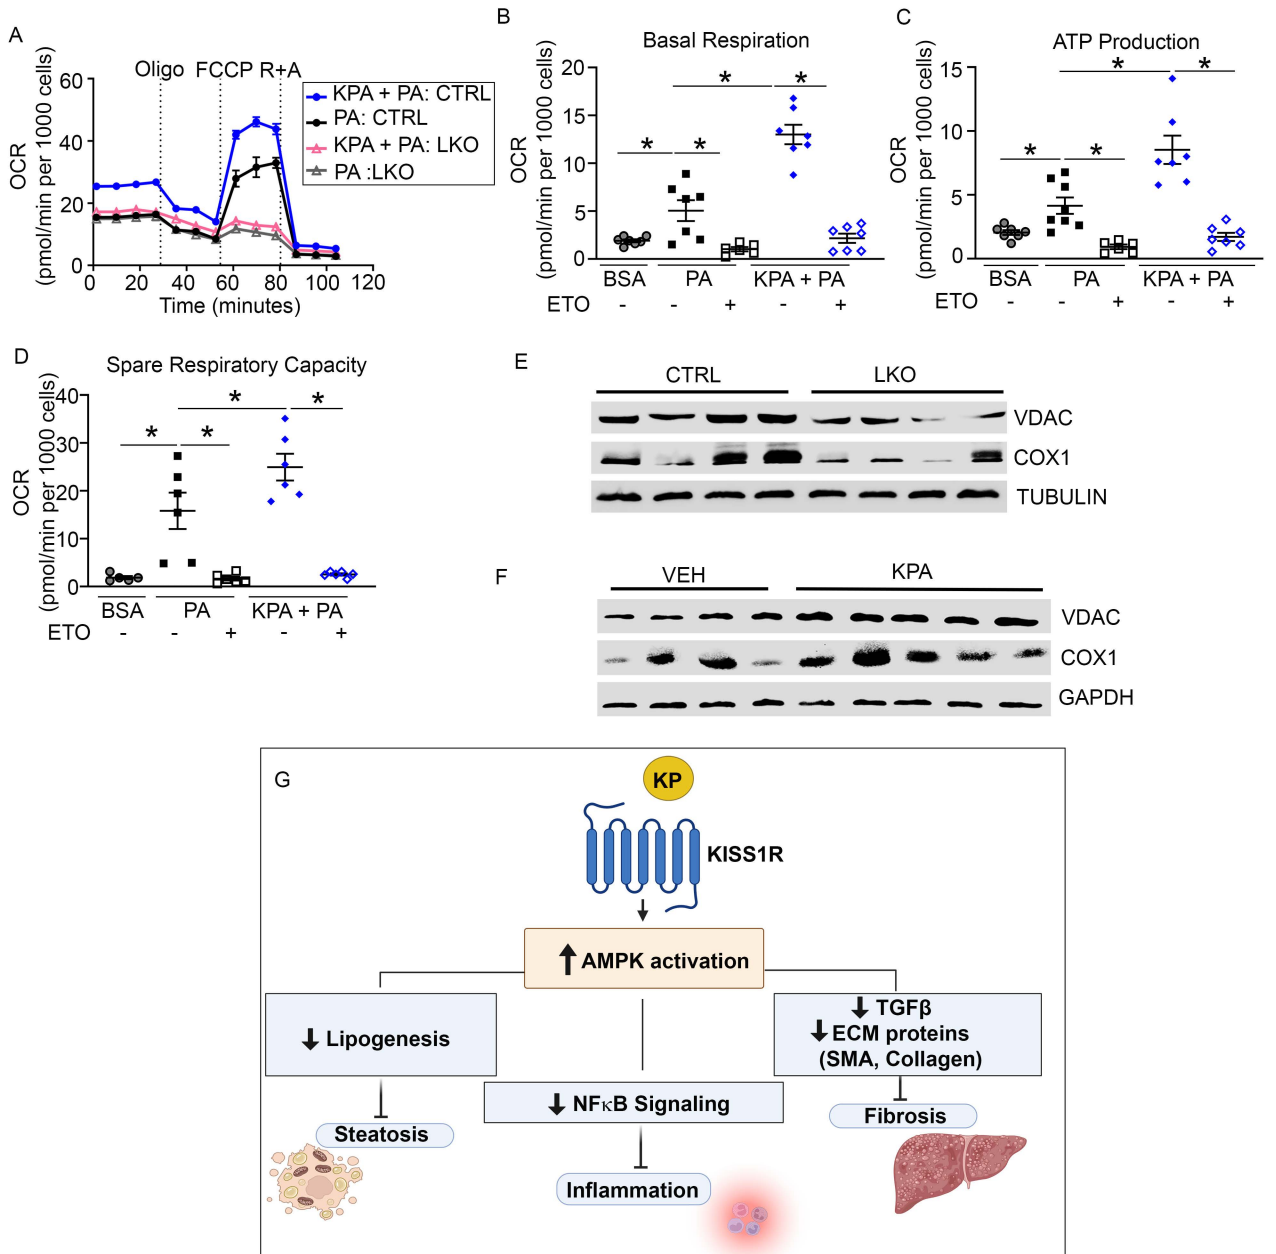 A
OCR
(pmol/min per 1000 cells)
Oligo FCCP R+A
60
40
20
0
0 20 40 60 80 100 120
Time (minutes)
KPA + PA: CTRL
PA: CTRL
KPA + PA: LKO
PA :LKO
B
Basal Respiration
OCR
(pmol/min per 1000 cells)
20
15
10
5
0
* *
* *
BSA PA KPA + PA
ETO - - + - +
C
ATP Production
OCR
(pmol/min per 1000 cells)
15
10
5
0
* *
* *
BSA PA KPA + PA
ETO - - + - +
D
Spare Respiratory Capacity
OCR
(pmol/min per 1000 cells)
40
30
20
10
0
* *
* *
BSA PA KPA + PA
ETO - - + - +
E
CTRL LKO
VDAC
COX1
TUBULIN
F
VEH KPA
VDAC
COX1
GAPDH
G
KP
KISS1R
AMPK activation
Lipogenesis
TGFβ
ECM proteins
(SMA, Collagen)
NFκB Signaling
Steatosis
Fibrosis
Inflammation